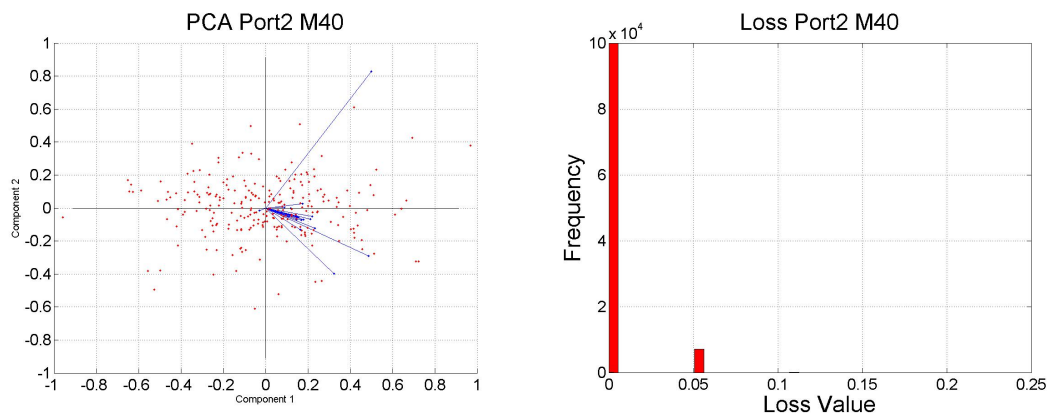 PCA Port2 M40
1
0.8
0.6
0.4
0.2
0
-0.2
-0.4
-0.6
-0.8
-1
Component 2
-1 -0.8 -0.6 -0.4 -0.2 0 0.2 0.4 0.6 0.8 1
Component 1
Loss Port2 M40
x 10^4
10
8
6
4
2
0
Frequency
0 0.05 0.1 0.15 0.2 0.25
Loss Value